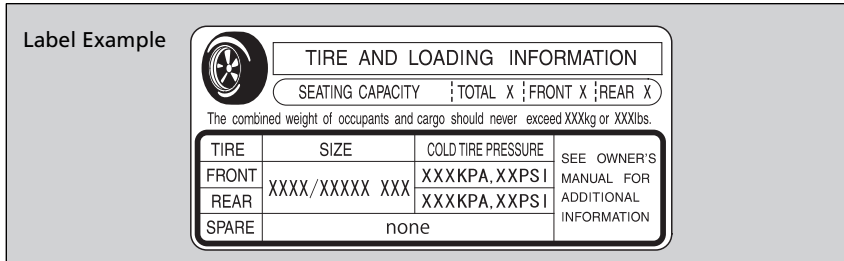 Label Example
TIRE AND LOADING INFORMATION
SEATING CAPACITY TOTAL X FRONT X REAR X
The combined weight of occupants and cargo should never exceed XXXkg or XXXlbs.
TIRE SIZE COLD TIRE PRESSURE
FRONT XXXX/XXXXX XXX XXXKPA,XXPSI
REAR XXXKPA,XXPSI
SPARE none
SEE OWNER'S
MANUAL FOR
ADDITIONAL
INFORMATION